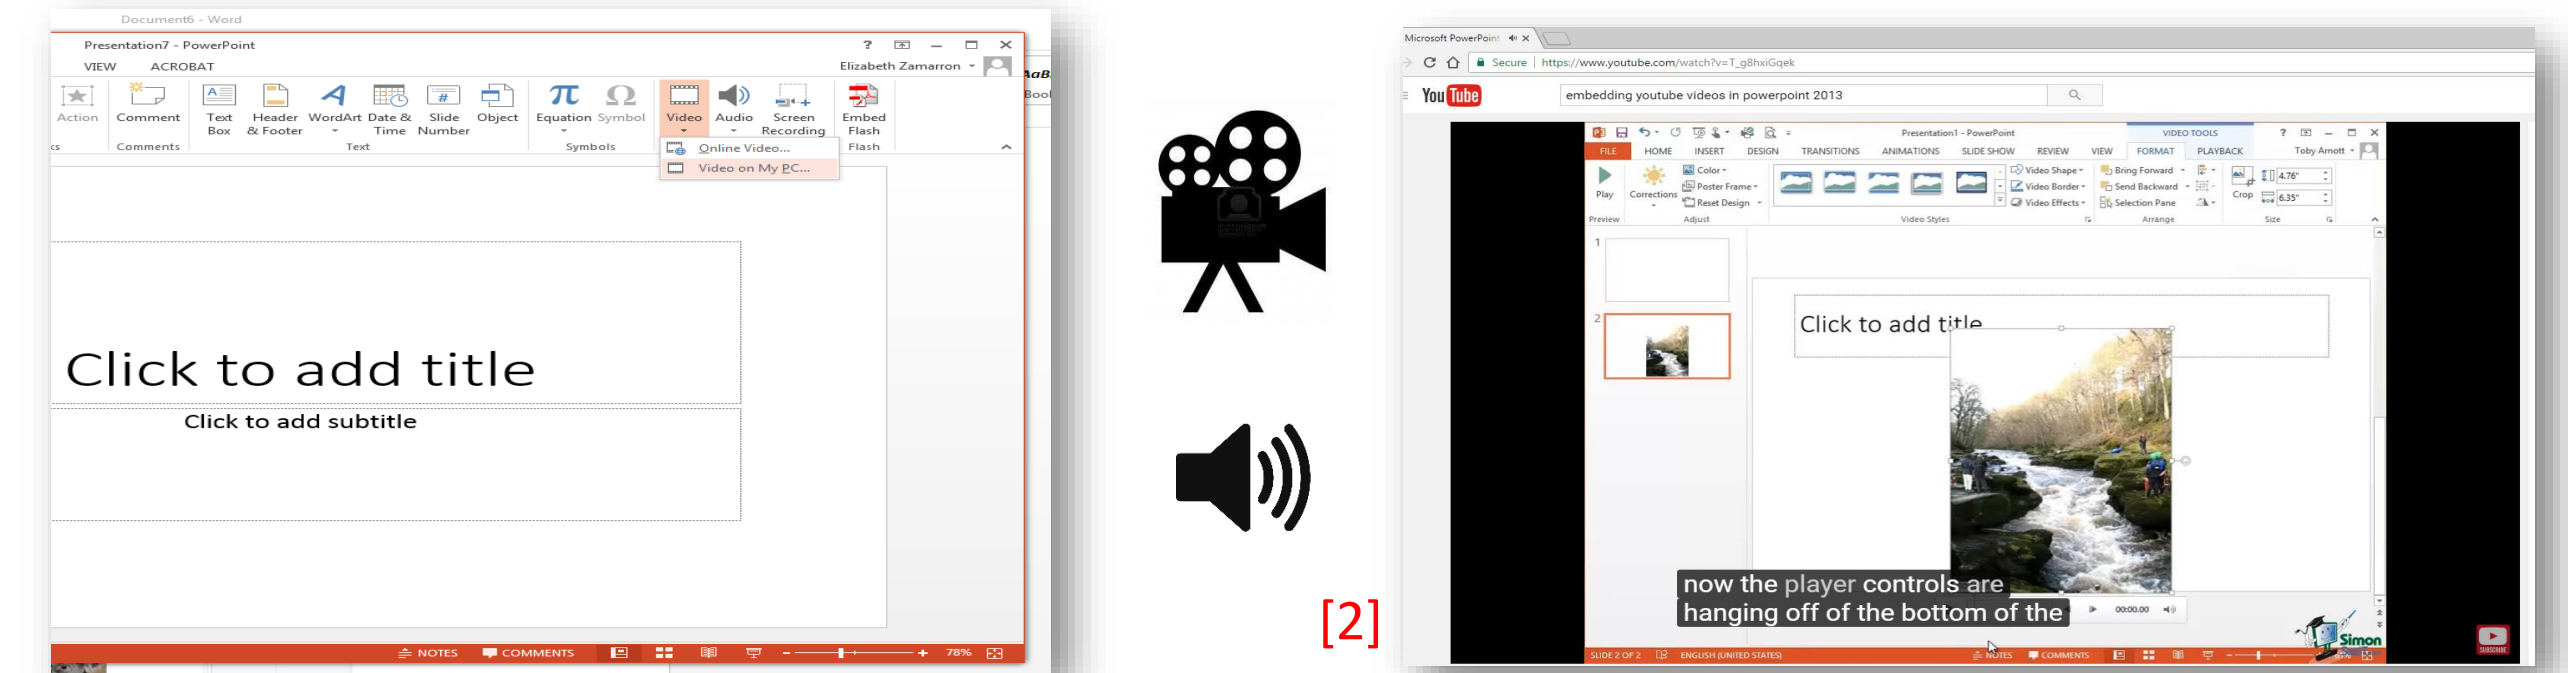 Document6 - Word
Presentation7 - PowerPoint
VIEW ACROBAT
Elizabeth Zamarron
AaB
Action Comment Text Box Header & Footer WordArt Date & Time Slide Number Object Equation Symbol Video Audio Screen Recording Embed Flash
Book
Comments Text Symbols Flash
Online Video...
Video on My PC...
Click to add title
Click to add subtitle
NOTES COMMENTS 78%
[2]
Microsoft PowerPoint
Secure https://www.youtube.com/watch?v=T_g8hxiGqek
YouTube
embedding youtube videos in powerpoint 2013
Presentation1 - PowerPoint
VIDEO TOOLS
FILE HOME INSERT DESIGN TRANSITIONS ANIMATIONS SLIDE SHOW REVIEW VIEW FORMAT PLAYBACK
Toby Arnott
Play Corrections
Color
Poster Frame
Reset Design
Video Shape
Video Border
Video Effects
Bring Forward
Send Backward
Selection Pane
Crop
4.76"
6.35"
Preview Adjust Video Styles Arrange Size
1
2
Click to add title
now the player controls are
hanging off of the bottom of the
00:00.00
Simon
SUBSCRIBE
SLIDE 2 OF 2 ENGLISH (UNITED STATES) NOTES COMMENTS